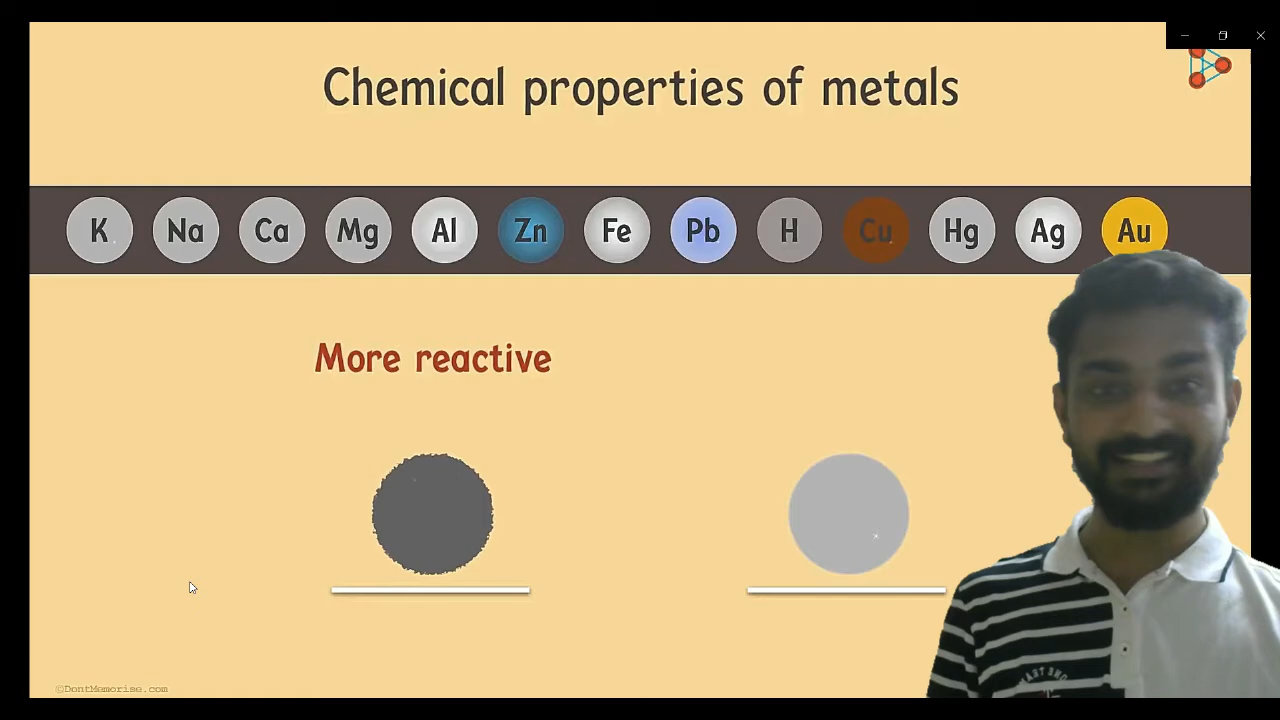 Chemical properties of metals
K Na Ca Mg Al Zn Fe Pb H Cu Hg Ag Au
More reactive
©DontMemorise.com